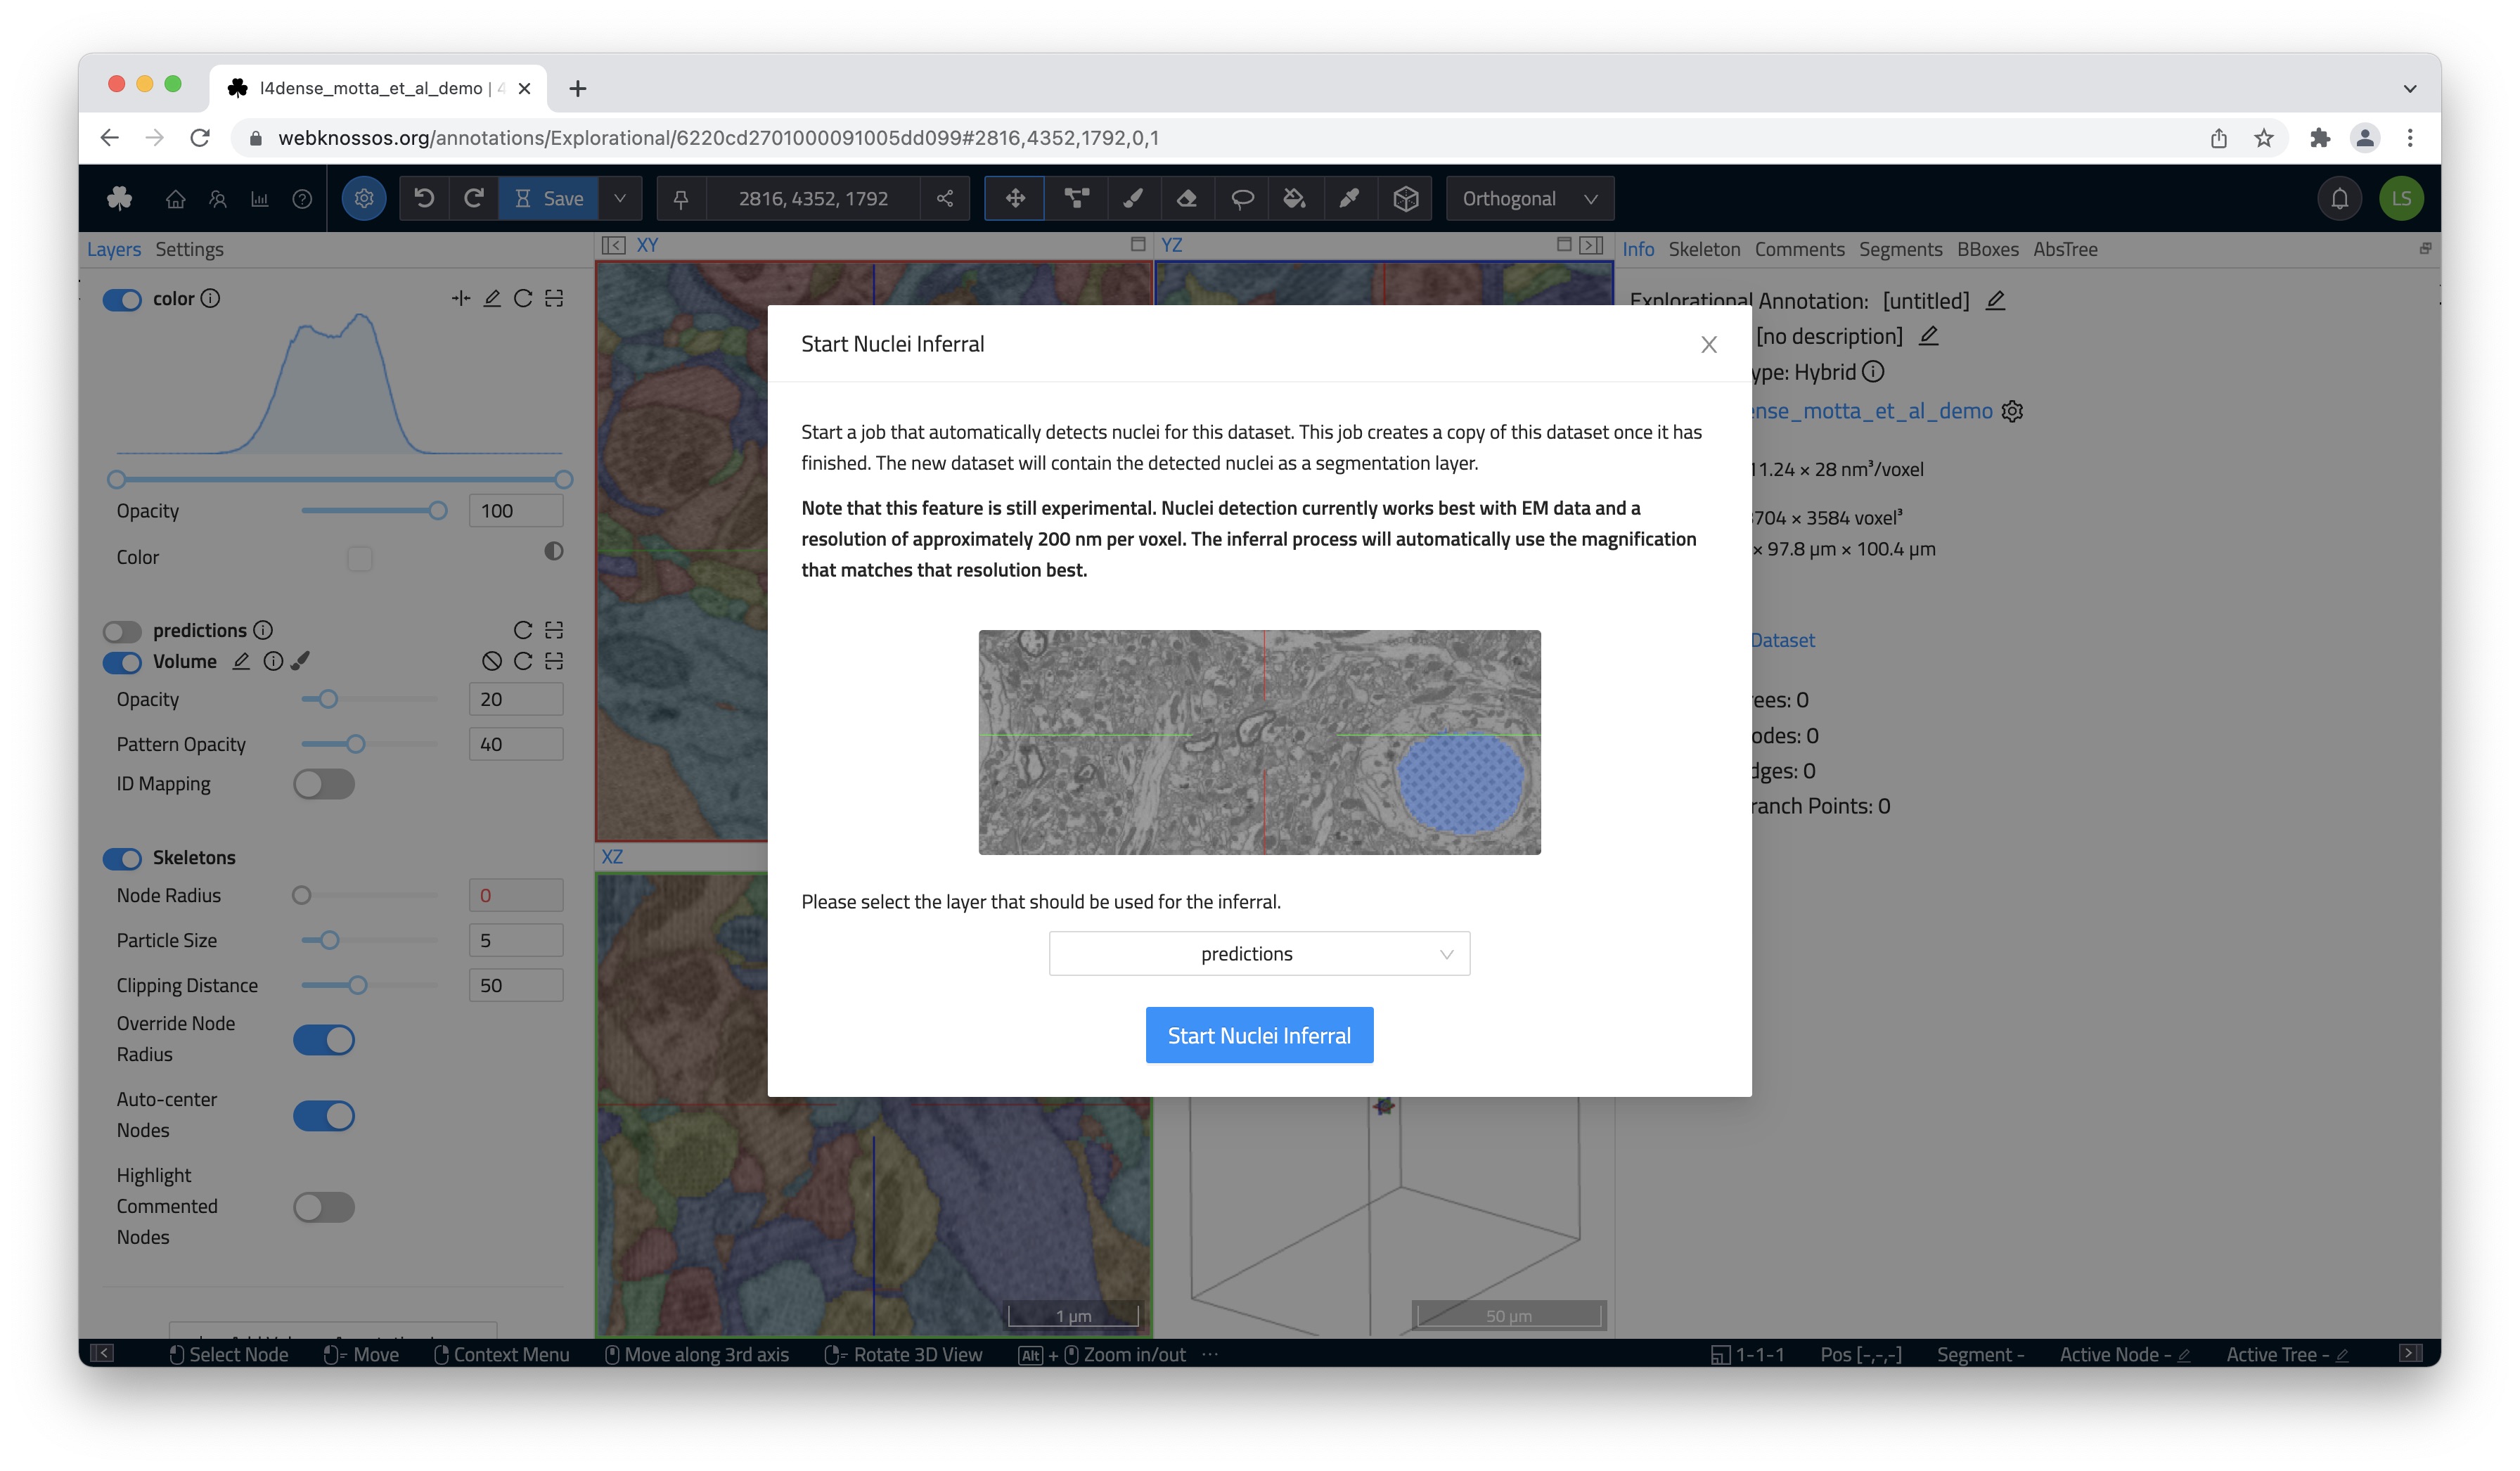 l4dense_motta_et_al_demo |
webknossos.org/annotations/Explorational/6220cd2701000091005dd099#2816,4352,1792,0,1
Save
2816, 4352, 1792
Orthogonal
LS
Layers Settings
XY
YZ
Info Skeleton Comments Segments BBoxes AbsTree
color
Opacity 100
Color
predictions
Volume
Opacity 20
Pattern Opacity 40
ID Mapping
Skeletons
Node Radius 0
Particle Size 5
Clipping Distance 50
Override Node
Radius
Auto-center
Nodes
Highlight
Commented
Nodes
XZ
1 µm
50 µm
Start Nuclei Inferral
Start a job that automatically detects nuclei for this dataset. This job creates a copy of this dataset once it has
finished. The new dataset will contain the detected nuclei as a segmentation layer.
Note that this feature is still experimental. Nuclei detection currently works best with EM data and a
resolution of approximately 200 nm per voxel. The inferral process will automatically use the magnification
that matches that resolution best.
Please select the layer that should be used for the inferral.
predictions
Start Nuclei Inferral
Explorational Annotation: [untitled]
[no description]
ype: Hybrid
nse_motta_et_al_demo
11.24 × 28 nm³/voxel
704 × 3584 voxel³
× 97.8 µm × 100.4 µm
Dataset
rees: 0
odes: 0
dges: 0
ranch Points: 0
Select Node Move Context Menu Move along 3rd axis Rotate 3D View Alt + Zoom in/out ···
1-1-1 Pos [-,-,-] Segment - Active Node - Active Tree -